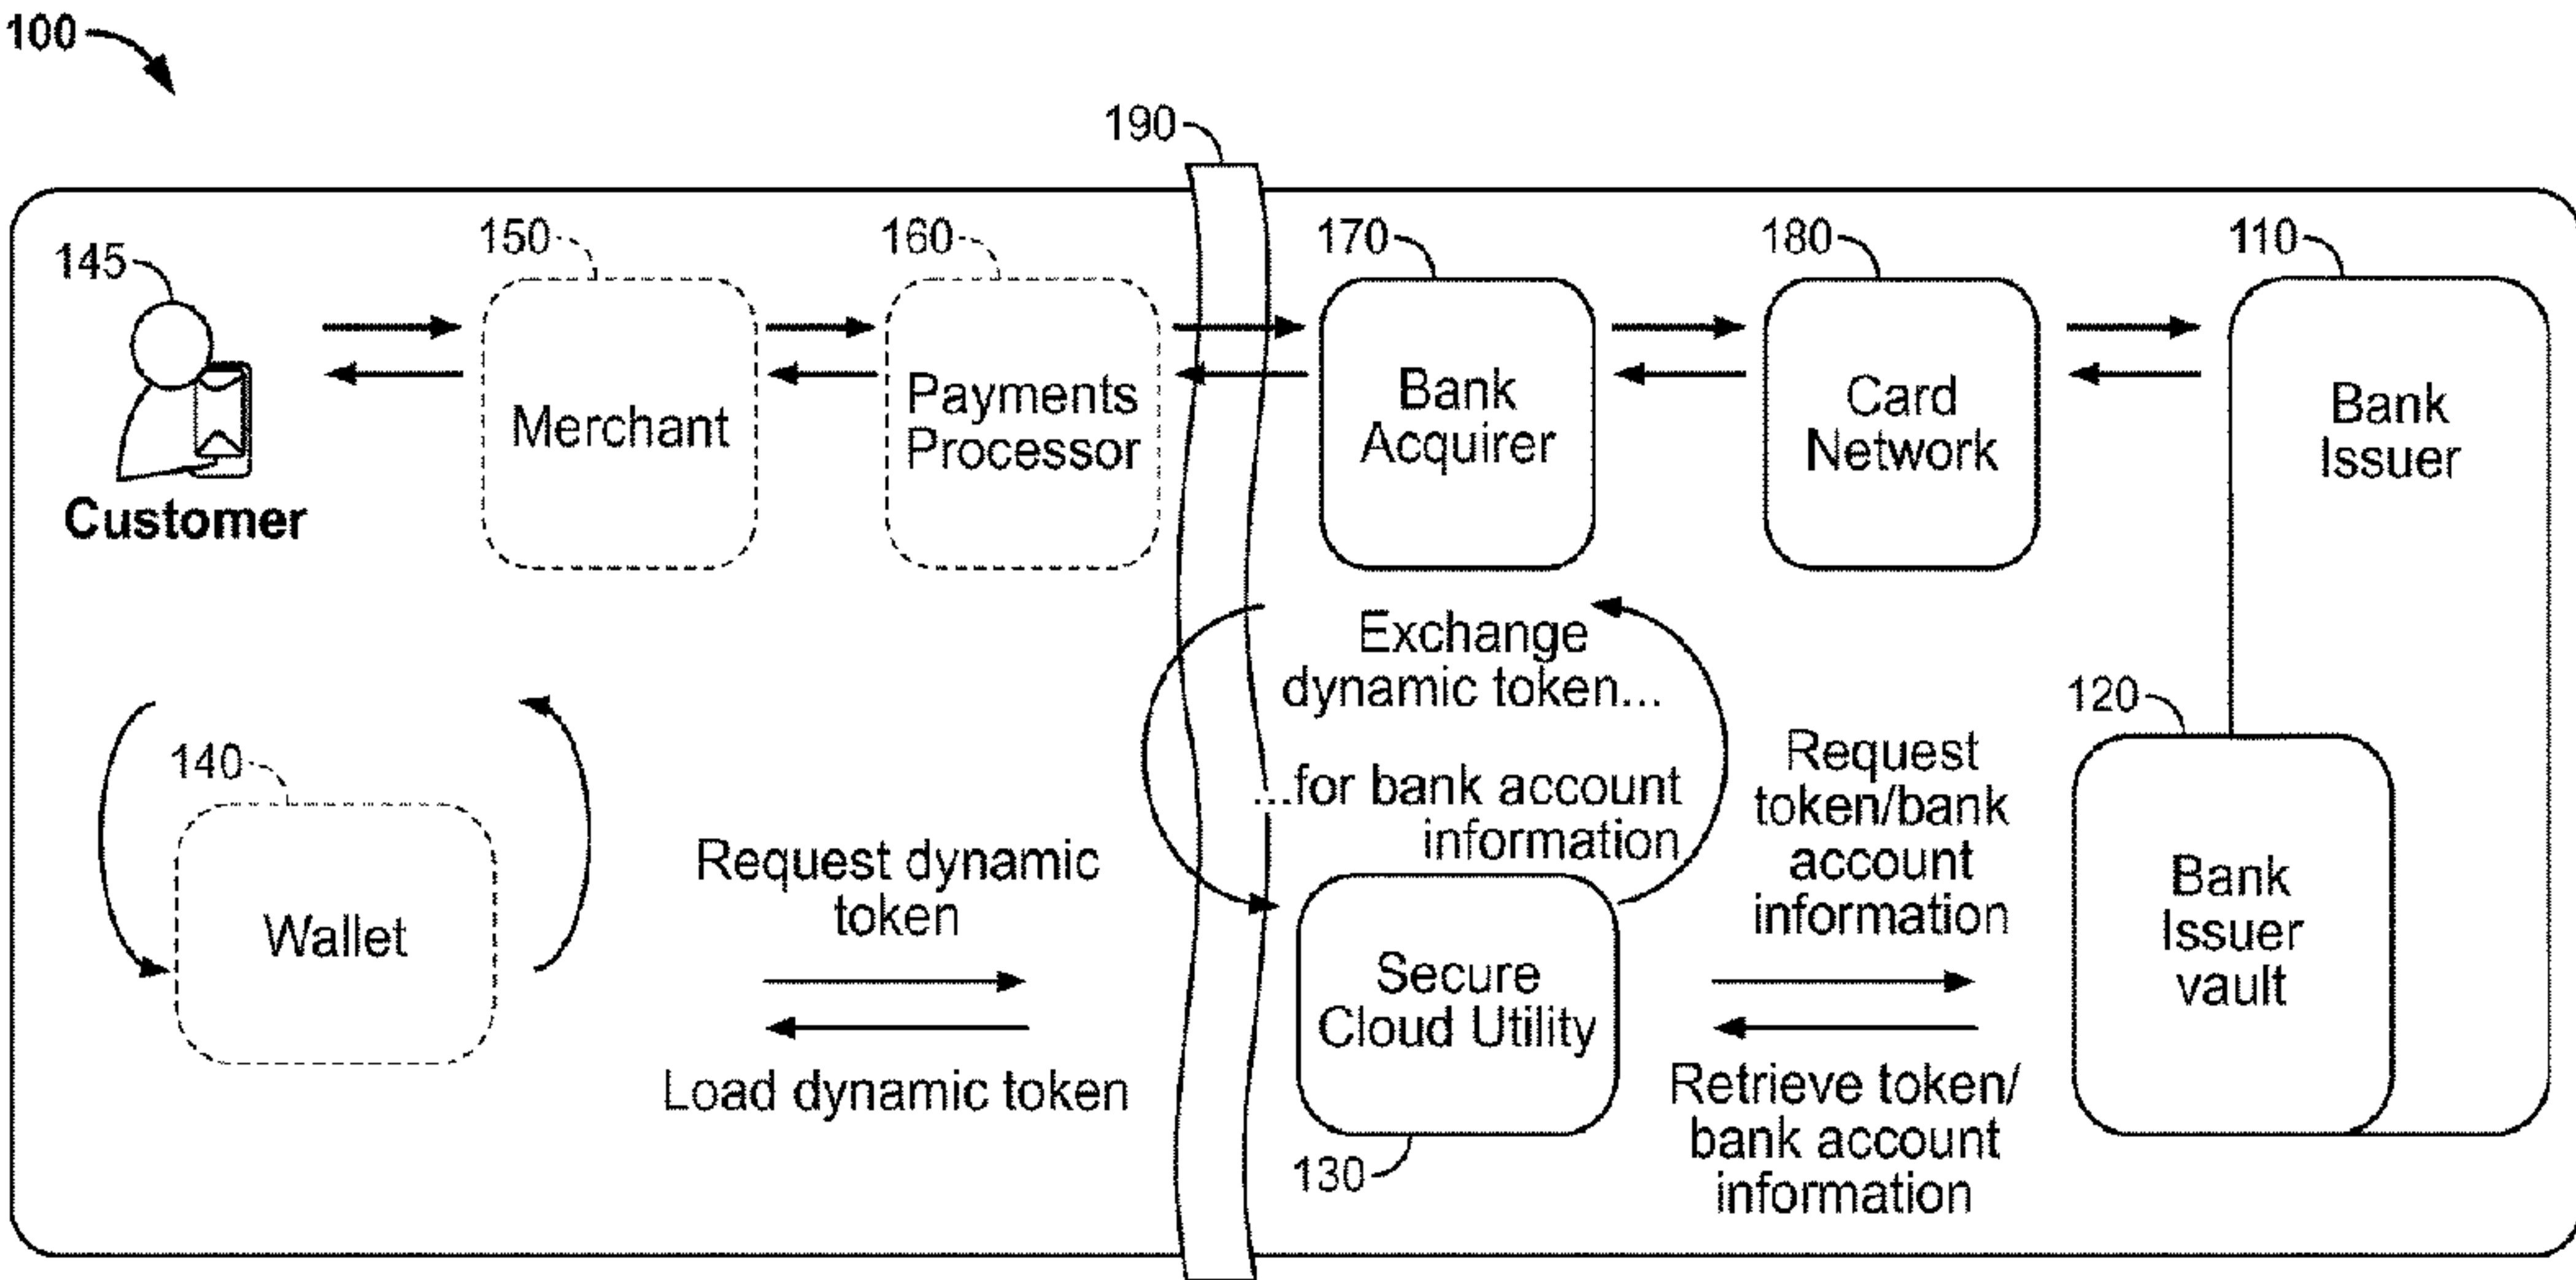 100
190
145
150
160
170
180
110
Customer
Merchant
Payments
Processor
Bank
Acquirer
Card
Network
Bank
Issuer
Exchange
dynamic token...
...for bank account
information
140
Wallet
Request dynamic
token
Load dynamic token
Secure
Cloud Utility
130
Request
token/bank
account
information
Retrieve token/
bank account
information
120
Bank
Issuer
vault